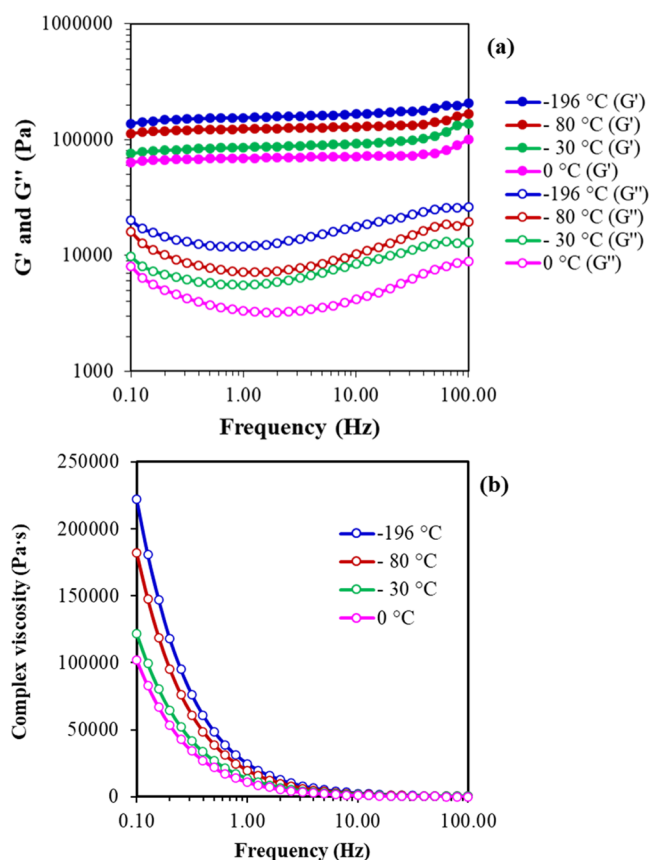 1000000
(a)
100000
10000
1000
G' and G" (Pa)
0.10 1.00 10.00 100.00
Frequency (Hz)
-196 °C (G')
- 80 °C (G')
- 30 °C (G')
0 °C (G')
-196 °C (G")
- 80 °C (G")
- 30 °C (G")
0 °C (G")
250000
(b)
200000
150000
100000
50000
0
Complex viscosity (Pa·s)
-196 °C
- 80 °C
- 30 °C
0 °C
0.10 1.00 10.00 100.00
Frequency (Hz)